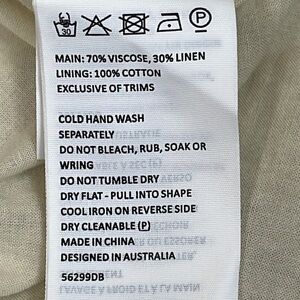 30
P
MAIN: 70% VISCOSE, 30% LINEN
LINING: 100% COTTON
EXCLUSIVE OF TRIMS
COLD HAND WASH
SEPARATELY
DO NOT BLEACH, RUB, SOAK OR
WRING
DO NOT TUMBLE DRY
DRY FLAT - PULL INTO SHAPE
COOL IRON ON REVERSE SIDE
DRY CLEANABLE (P)
MADE IN CHINA
DESIGNED IN AUSTRALIA
56299DB